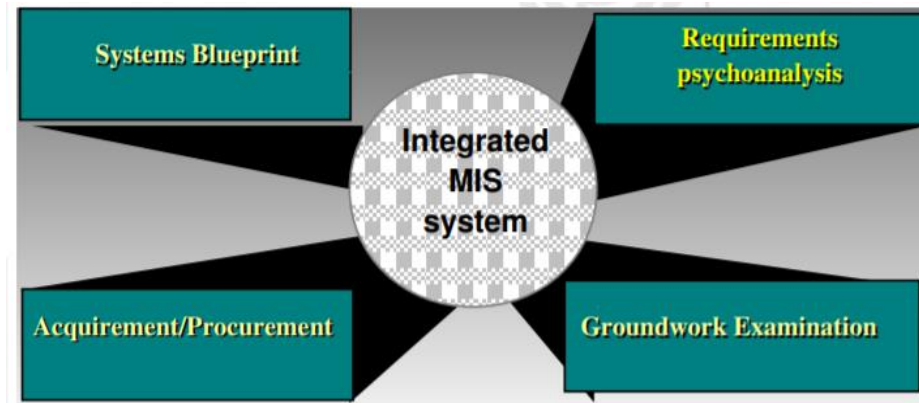 Systems Blueprint
Requirements
psychoanalysis
Integrated
MIS
system
Acquirement/Procurement
Groundwork Examination